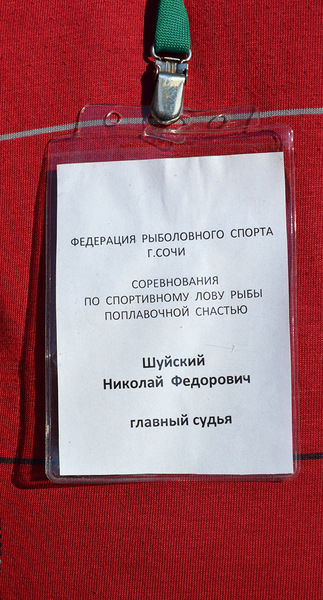 ФЕДЕРАЦИЯ РЫБОЛОВНОГО СПОРТА
Г.СОЧИ
СОРЕВНОВАНИЯ
ПО СПОРТИВНОМУ ЛОВУ РЫБЫ
ПОПЛАВОЧНОЙ СНАСТЬЮ
Шуйский
Николай Федорович
главный судья